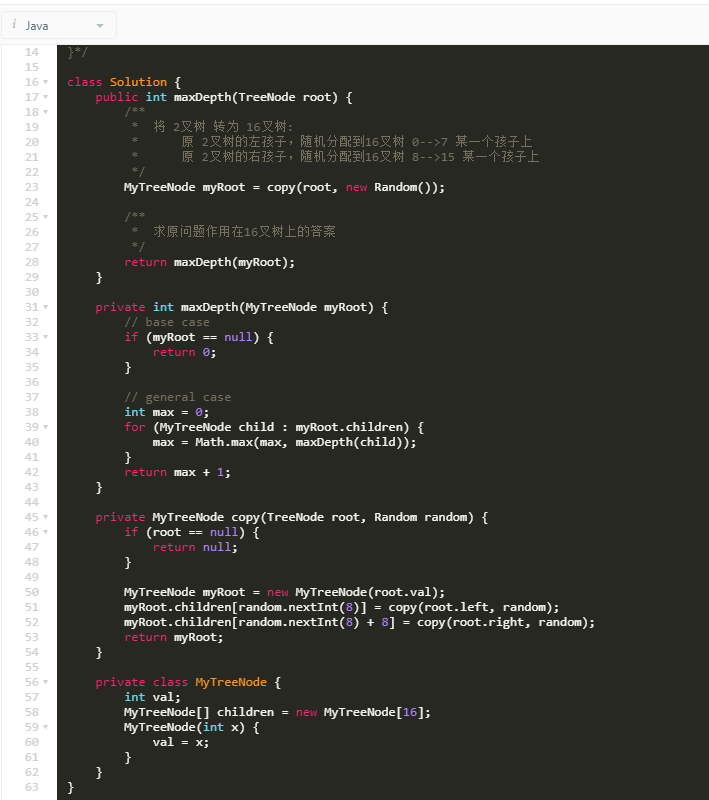 i Java
14 }*/
15
16 class Solution {
17     public int maxDepth(TreeNode root) {
18         /**
19          *  将 2叉树 转为 16叉树:
20          *      原 2叉树的左孩子，随机分配到16叉树 0-->7 某一个孩子上
21          *      原 2叉树的右孩子，随机分配到16叉树 8-->15 某一个孩子上
22          */
23         MyTreeNode myRoot = copy(root, new Random());
24
25         /**
26          *  求原问题作用在16叉树上的答案
27          */
28         return maxDepth(myRoot);
29     }
30
31     private int maxDepth(MyTreeNode myRoot) {
32         // base case
33         if (myRoot == null) {
34             return 0;
35         }
36
37         // general case
38         int max = 0;
39         for (MyTreeNode child : myRoot.children) {
40             max = Math.max(max, maxDepth(child));
41         }
42         return max + 1;
43     }
44
45     private MyTreeNode copy(TreeNode root, Random random) {
46         if (root == null) {
47             return null;
48         }
49
50         MyTreeNode myRoot = new MyTreeNode(root.val);
51         myRoot.children[random.nextInt(8)] = copy(root.left, random);
52         myRoot.children[random.nextInt(8) + 8] = copy(root.right, random);
53         return myRoot;
54     }
55
56     private class MyTreeNode {
57         int val;
58         MyTreeNode[] children = new MyTreeNode[16];
59         MyTreeNode(int x) {
60             val = x;
61         }
62     }
63 }